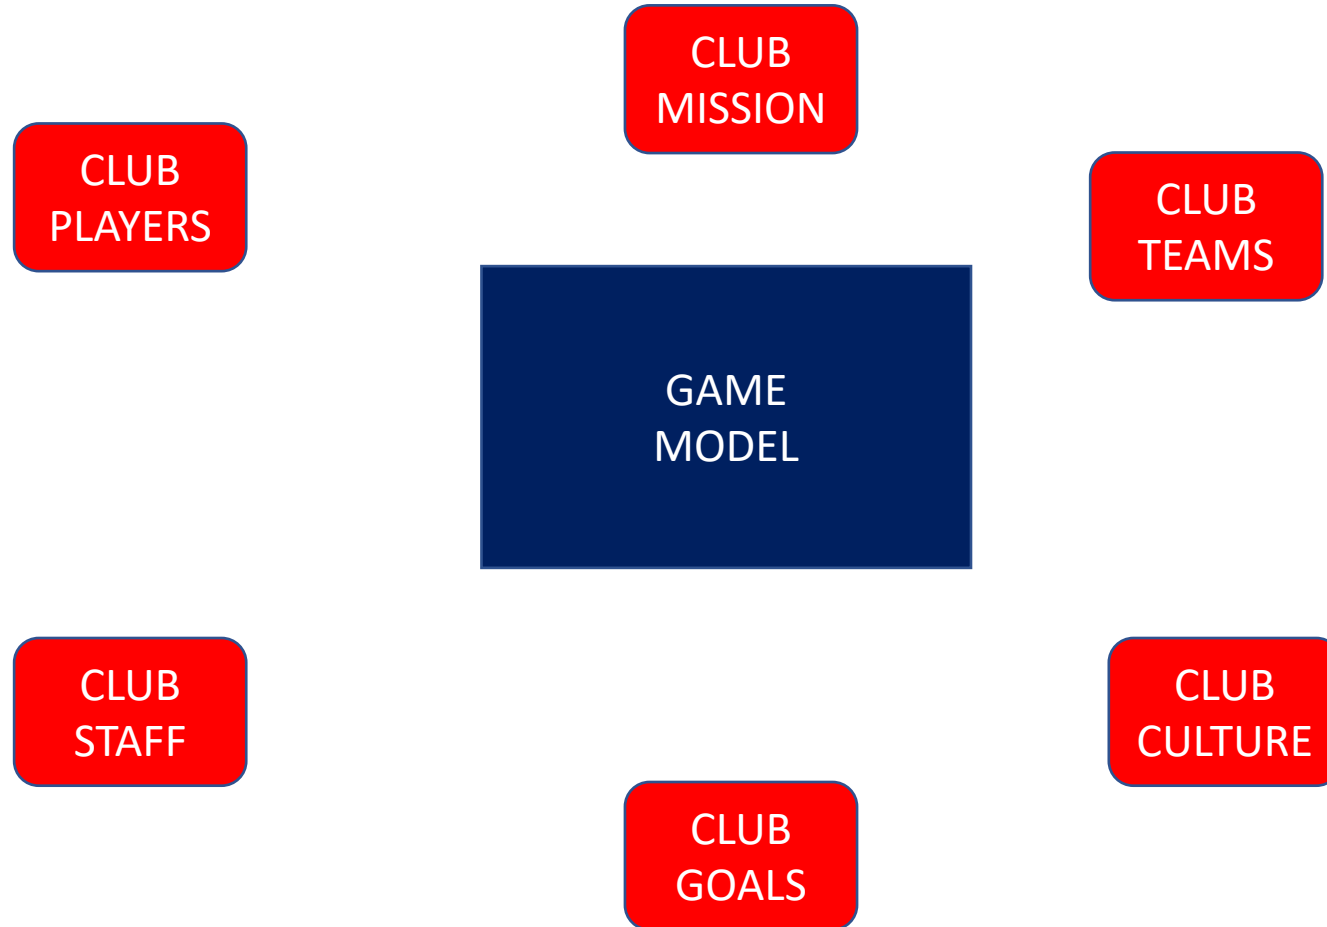 CLUB
MISSION
CLUB
PLAYERS
CLUB
TEAMS
GAME
MODEL
CLUB
STAFF
CLUB
CULTURE
CLUB
GOALS